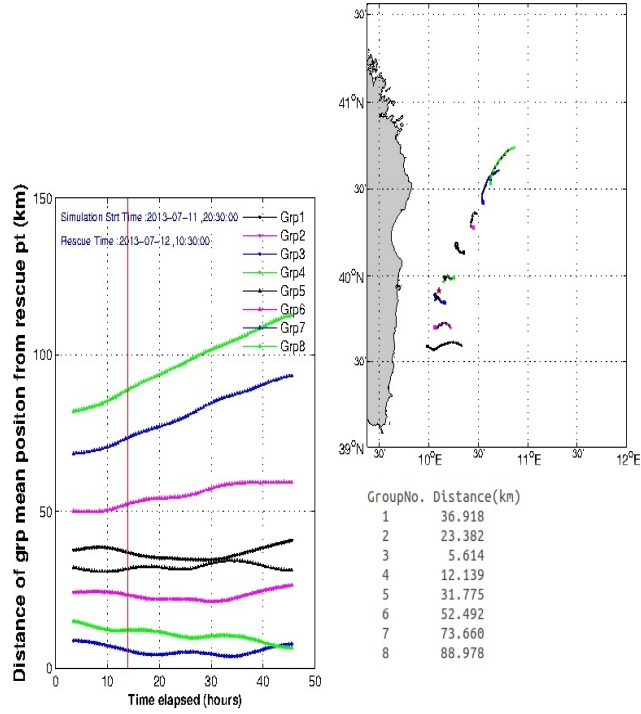 150
100
50
0
0
10
20
30
40
50
Distance of grp mean positon from rescue pt (km)
Time elapsed (hours)
Simulation Strt Time :2013-07-11 ,20:30:00
Rescue Time :2013-07-12 ,10:30:00
Grp1
Grp2
Grp3
Grp4
Grp5
Grp6
Grp7
Grp8
30'
41°N
30'
40°N
30'
39°N
30'
10°E
30'
11°E
30'
12°E
GroupNo. Distance(km)
1 36.918
2 23.382
3 5.614
4 12.139
5 31.775
6 52.492
7 73.660
8 88.978